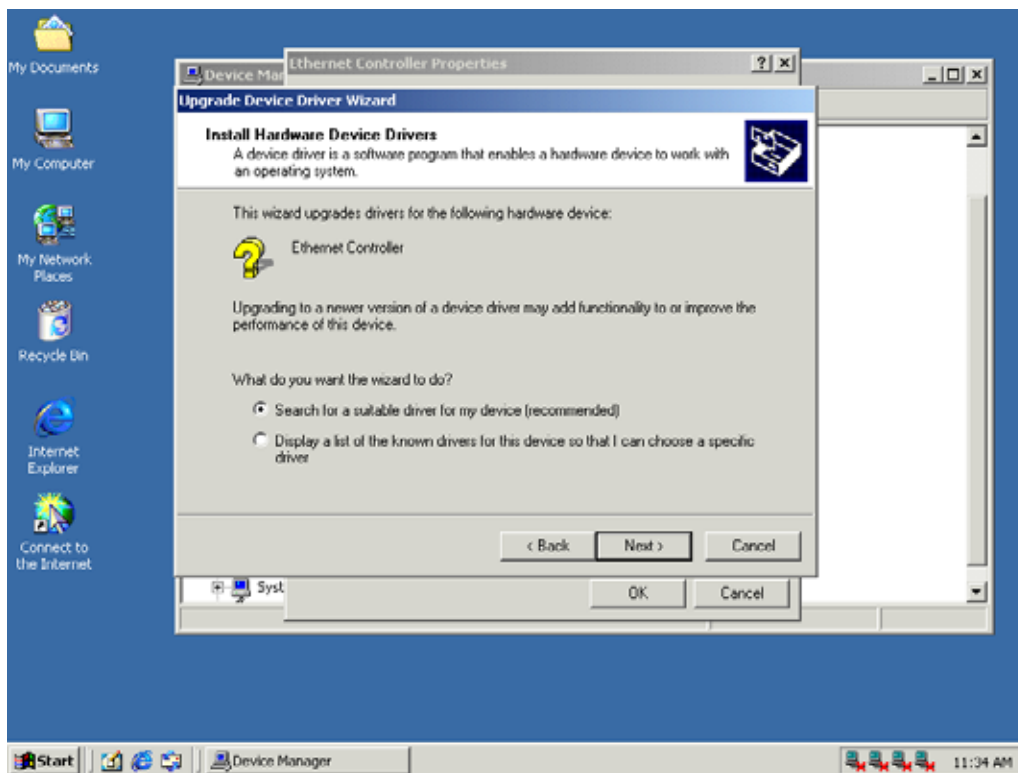 My Documents
My Computer
My Network
Places
Recycle Bin
Internet
Explorer
Connect to
the Internet
Device Mar
Ethernet Controller Properties
Upgrade Device Driver Wizard
Install Hardware Device Drivers
A device driver is a software program that enables a hardware device to work with
an operating system.
This wizard upgrades drivers for the following hardware device:
Ethernet Controller
Upgrading to a newer version of a device driver may add functionality to or improve the
performance of this device.
What do you want the wizard to do?
Search for a suitable driver for my device (recommended)
Display a list of the known drivers for this device so that I can choose a specific
driver
< Back
Next >
Cancel
Syst
OK
Cancel
Start
Device Manager
11:34 AM